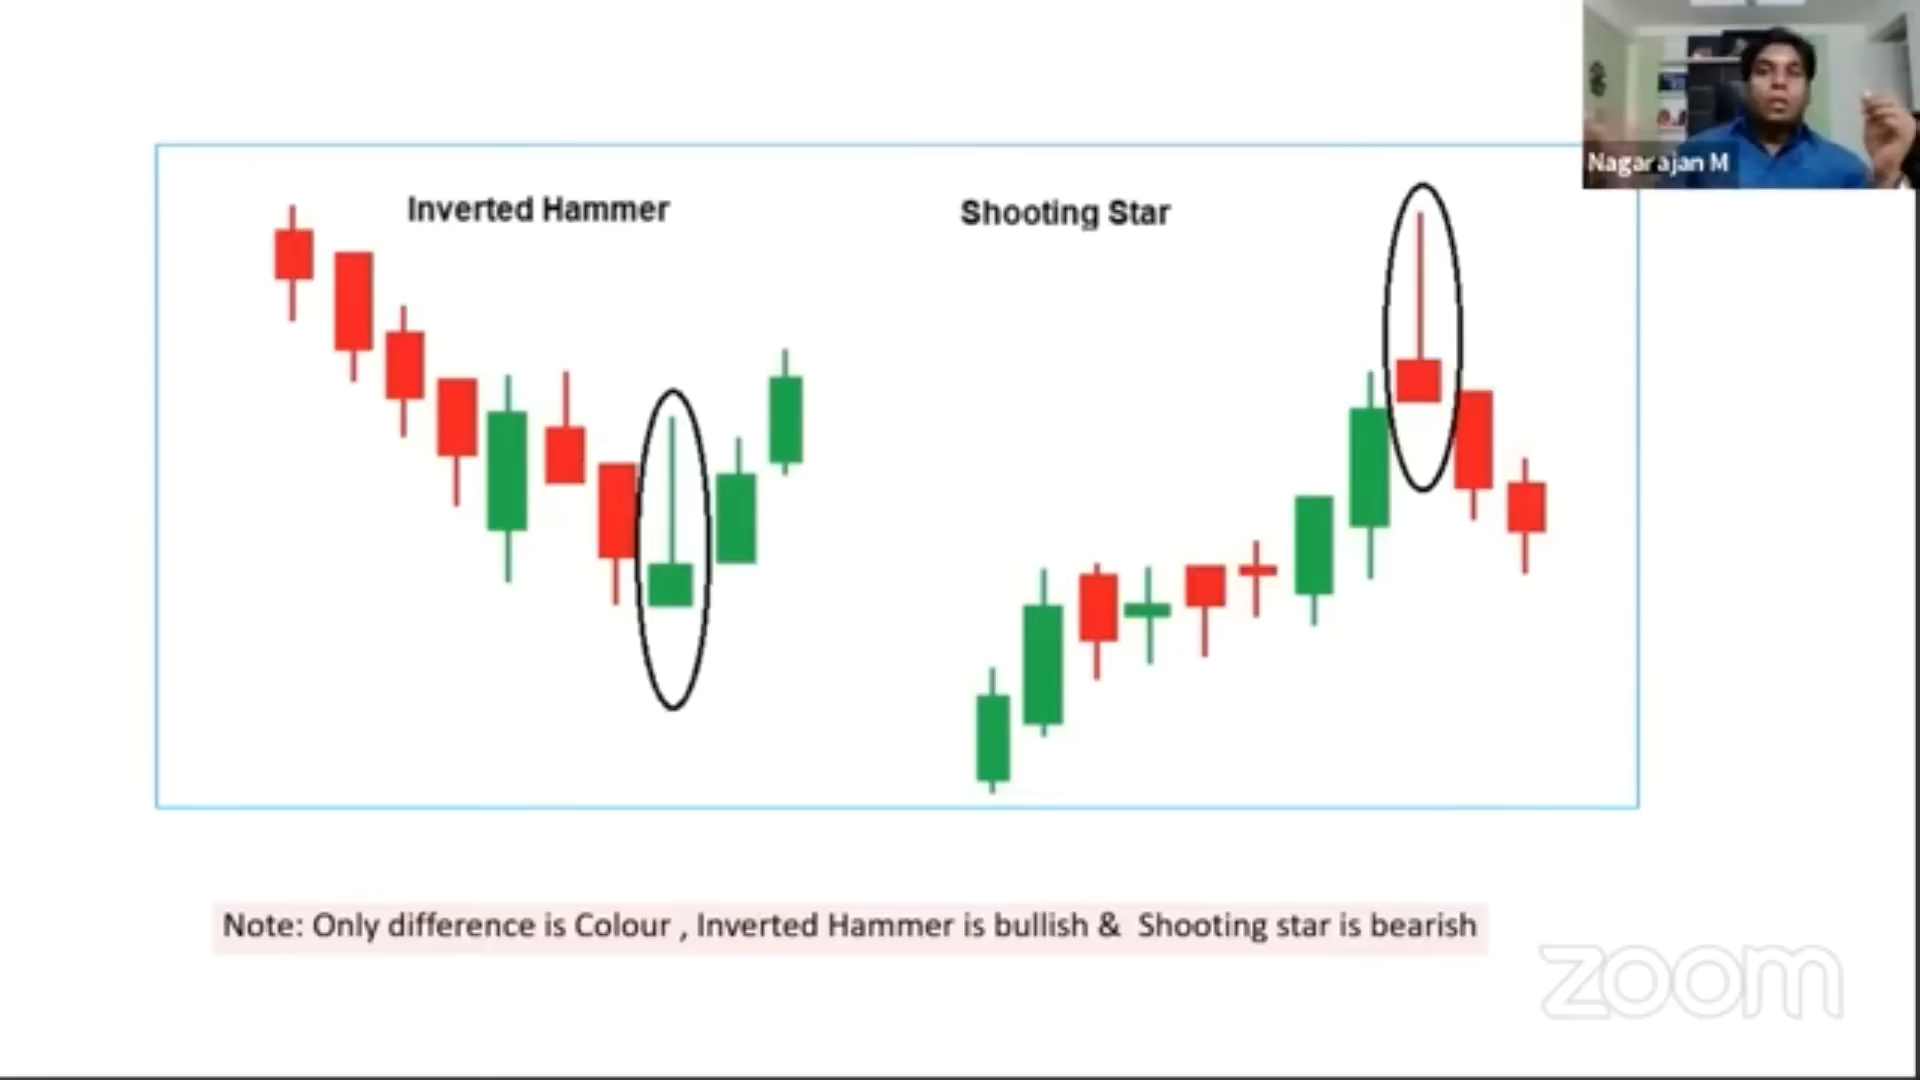 Nagarajan M
Inverted Hammer
Shooting Star
Note: Only difference is Colour , Inverted Hammer is bullish & Shooting star is bearish
zoom